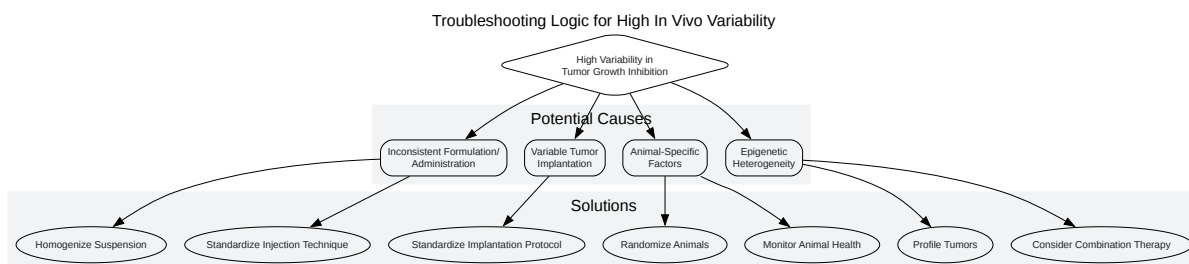 Troubleshooting Logic for High In Vivo Variability
High Variability in
Tumor Growth Inhibition
Potential Causes
Inconsistent Formulation/
Administration
Variable Tumor
Implantation
Animal-Specific
Factors
Epigenetic
Heterogeneity
Solutions
Homogenize Suspension
Standardize Injection Technique
Standardize Implantation Protocol
Randomize Animals
Monitor Animal Health
Profile Tumors
Consider Combination Therapy